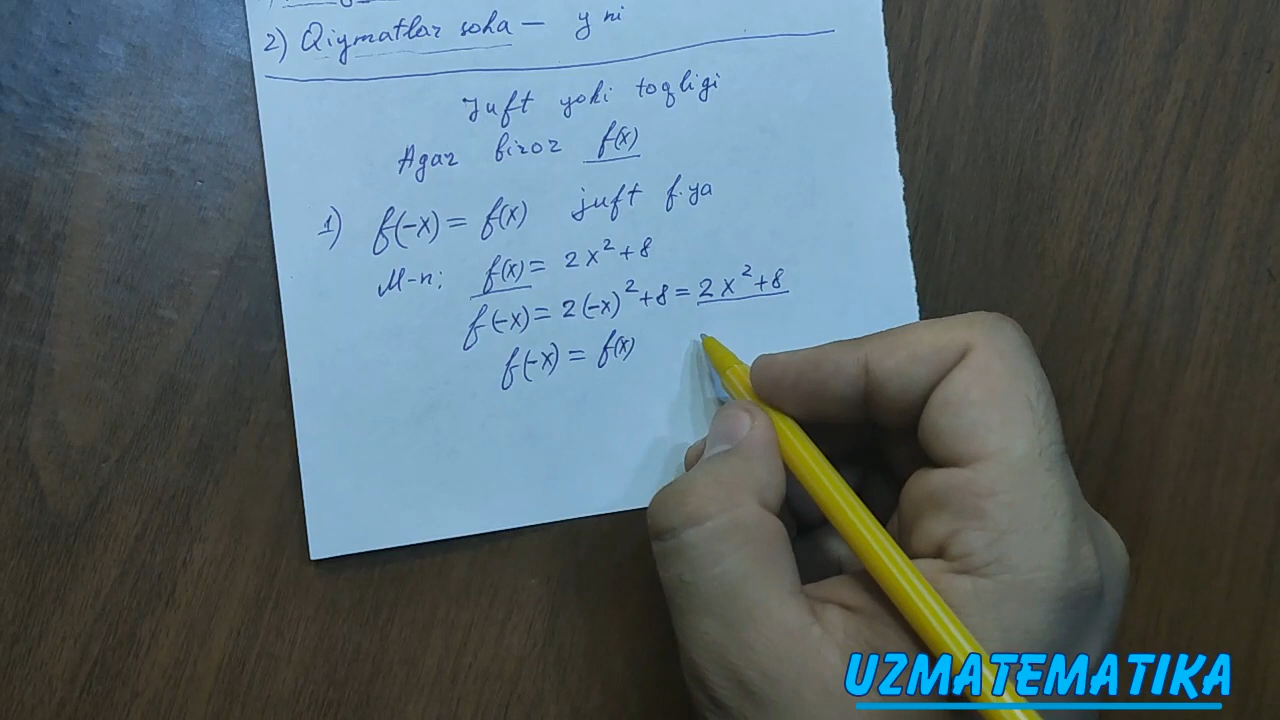 2) Qiymatlar soha — y ni
Juft yoki toqligi
Agar biror f(x)
1) f(-x) = f(x) juft f.ya
M-n: f(x) = 2x²+8
f(-x) = 2(-x)²+8 = 2x²+8
f(-x) = f(x)
UZMATEMATIKA